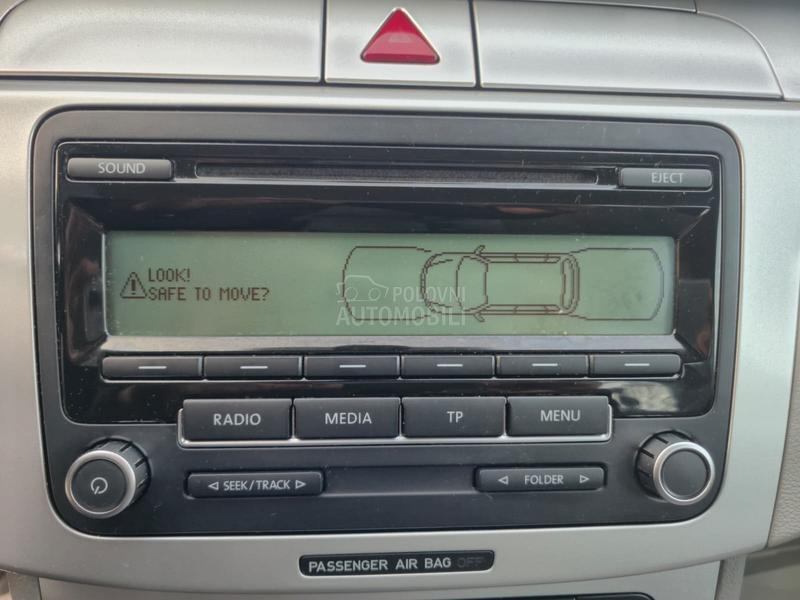 SOUND
EJECT
LOOK!
SAFE TO MOVE?
POLOVNI
AUTOMOBILI
RADIO
MEDIA
TP
MENU
SEEK/TRACK
FOLDER
PASSENGER AIR BAG OFF